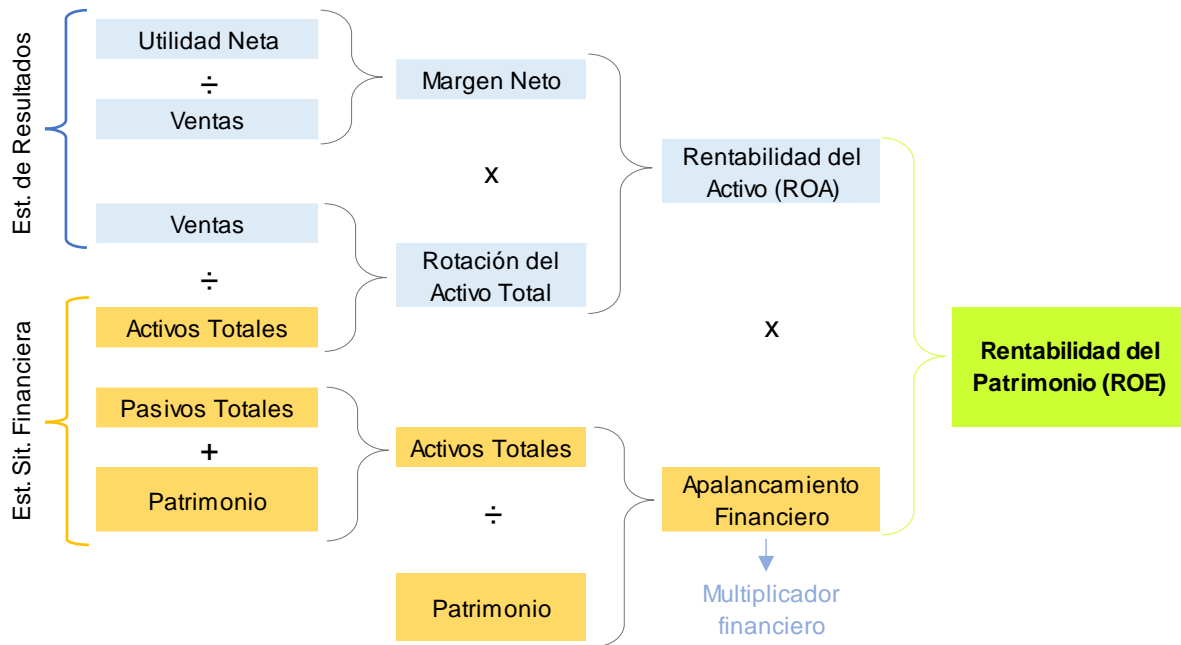 Est. de Resultados
Utilidad Neta
÷
Ventas
Margen Neto
x
Ventas
÷
Activos Totales
Rotación del
Activo Total
Rentabilidad del
Activo (ROA)
x
Est. Sit. Financiera
Pasivos Totales
+
Patrimonio
Activos Totales
÷
Patrimonio
Apalancamiento
Financiero
Multiplicador
financiero
Rentabilidad del
Patrimonio (ROE)